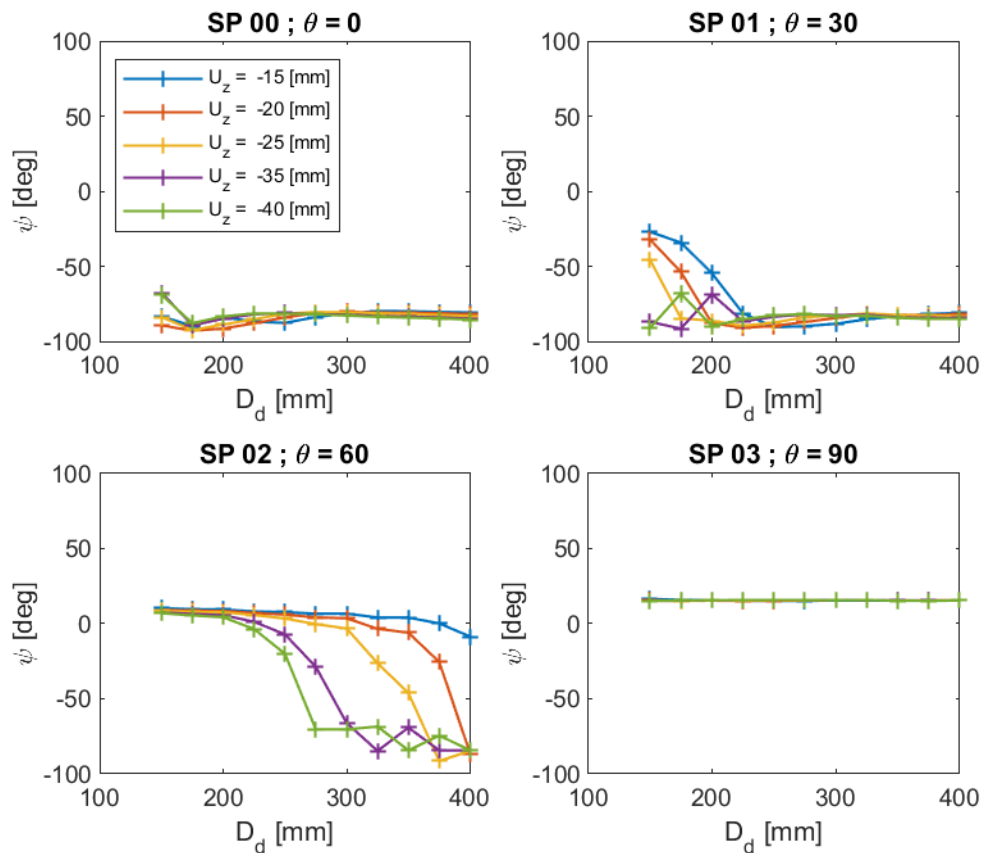 SP 00 ; θ = 0
100
50
0
-50
-100
ψ [deg]
U_z = -15 [mm]
U_z = -20 [mm]
U_z = -25 [mm]
U_z = -35 [mm]
U_z = -40 [mm]
100 200 300 400
D_d [mm]
SP 01 ; θ = 30
100
50
0
-50
-100
ψ [deg]
100 200 300 400
D_d [mm]
SP 02 ; θ = 60
100
50
0
-50
-100
ψ [deg]
100 200 300 400
D_d [mm]
SP 03 ; θ = 90
100
50
0
-50
-100
ψ [deg]
100 200 300 400
D_d [mm]